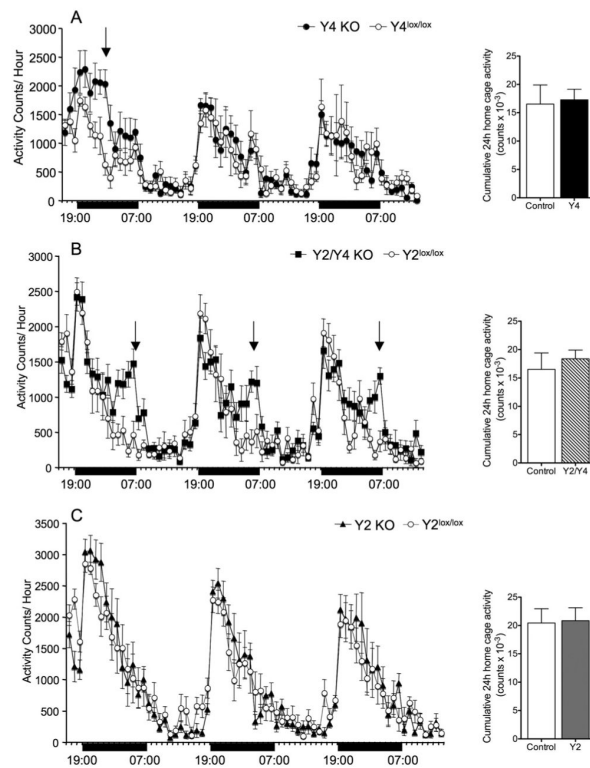 A
Y4 KO Y4lox/lox
Activity Counts/ Hour
3000
2500
2000
1500
1000
500
0
19:00 07:00 19:00 07:00 19:00 07:00
Cumulative 24h home cage activity
(counts x 10-3)
25
20
15
10
5
0
Control Y4
B
Y2/Y4 KO Y2lox/lox
Activity Counts/ Hour
3000
2500
2000
1500
1000
500
0
19:00 07:00 19:00 07:00 19:00 07:00
Cumulative 24h home cage activity
(counts x 10-3)
25
20
15
10
5
0
Control Y2/Y4
C
Y2 KO Y2lox/lox
Activity Counts/ Hour
3500
3000
2500
2000
1500
1000
500
0
19:00 07:00 19:00 07:00 19:00 07:00
Cumulative 24h home cage activity
(counts x 10-3)
25
20
15
10
5
0
Control Y2